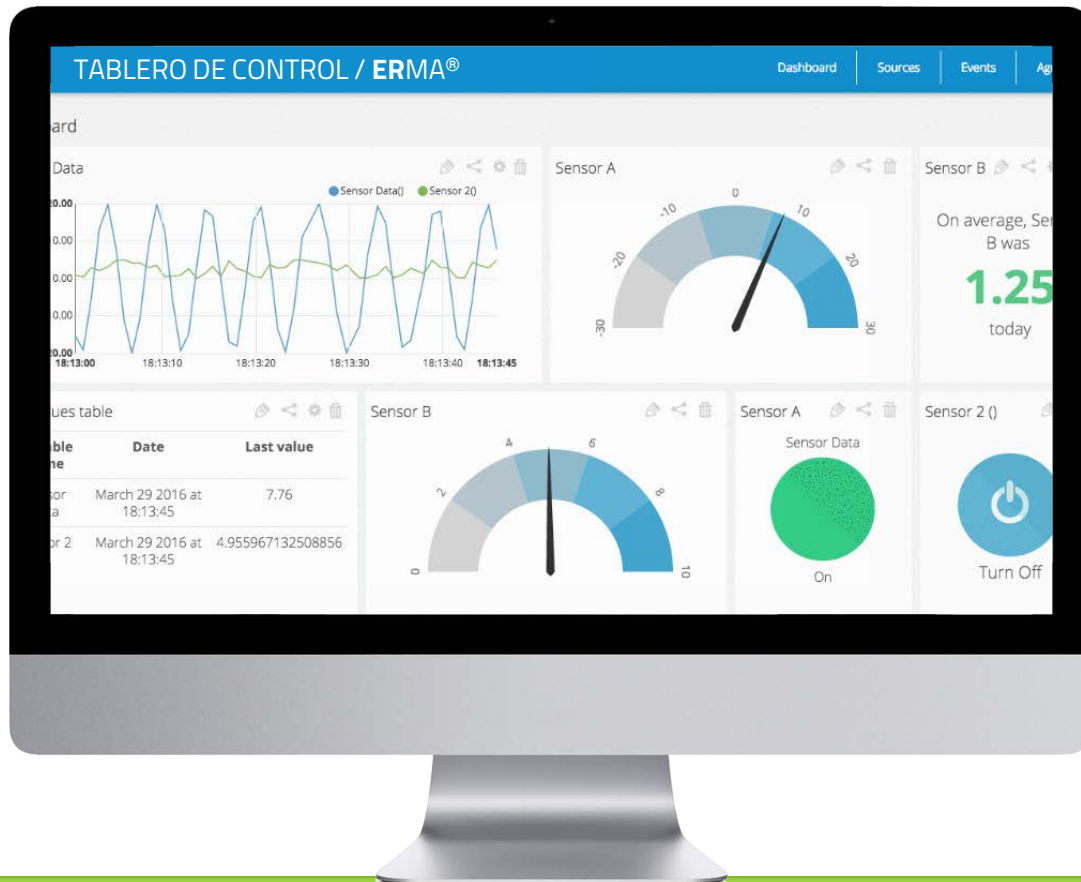 TABLERO DE CONTROL / ERMA®
Dashboard
Sources
Events
ard
Data
Sensor Data() Sensor 2()
20.00
0.00
0.00
0.00
20.00
18:13:00 18:13:10 18:13:20 18:13:30 18:13:40 18:13:45
Sensor A
-30 -20 -10 0 10 20 30
Sensor B
On average, Ser
B was
1.25
today
ues table
ble
me
Date
Last value
sor
ta
March 29 2016 at
18:13:45
7.76
or 2
March 29 2016 at
18:13:45
4.955967132508856
Sensor B
0 2 4 6 8 10
Sensor A
Sensor Data
On
Sensor 2 ()
Turn Off